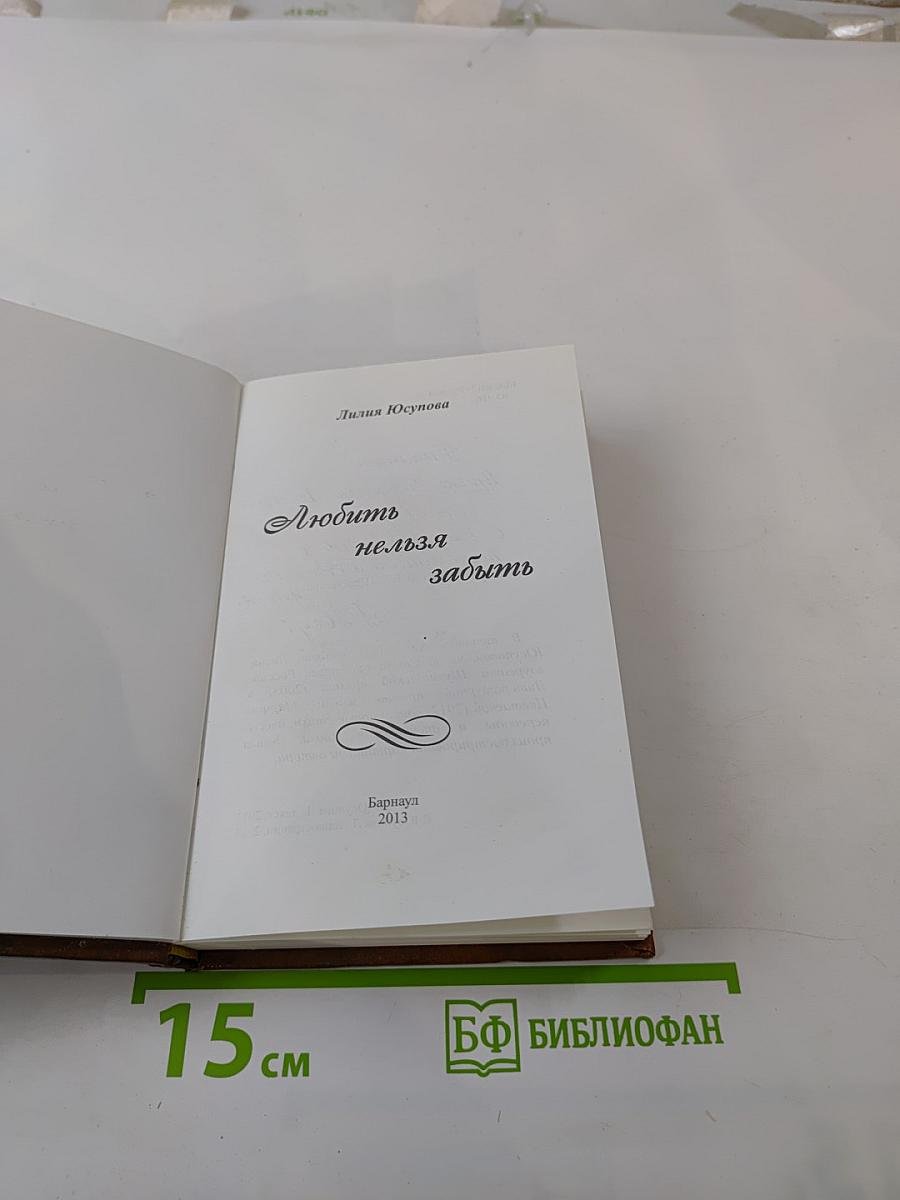 Лилия Юсупова
Любить
нельзя
забыть
Барнаул
2013
15 см
БФ БИБЛИОФАН